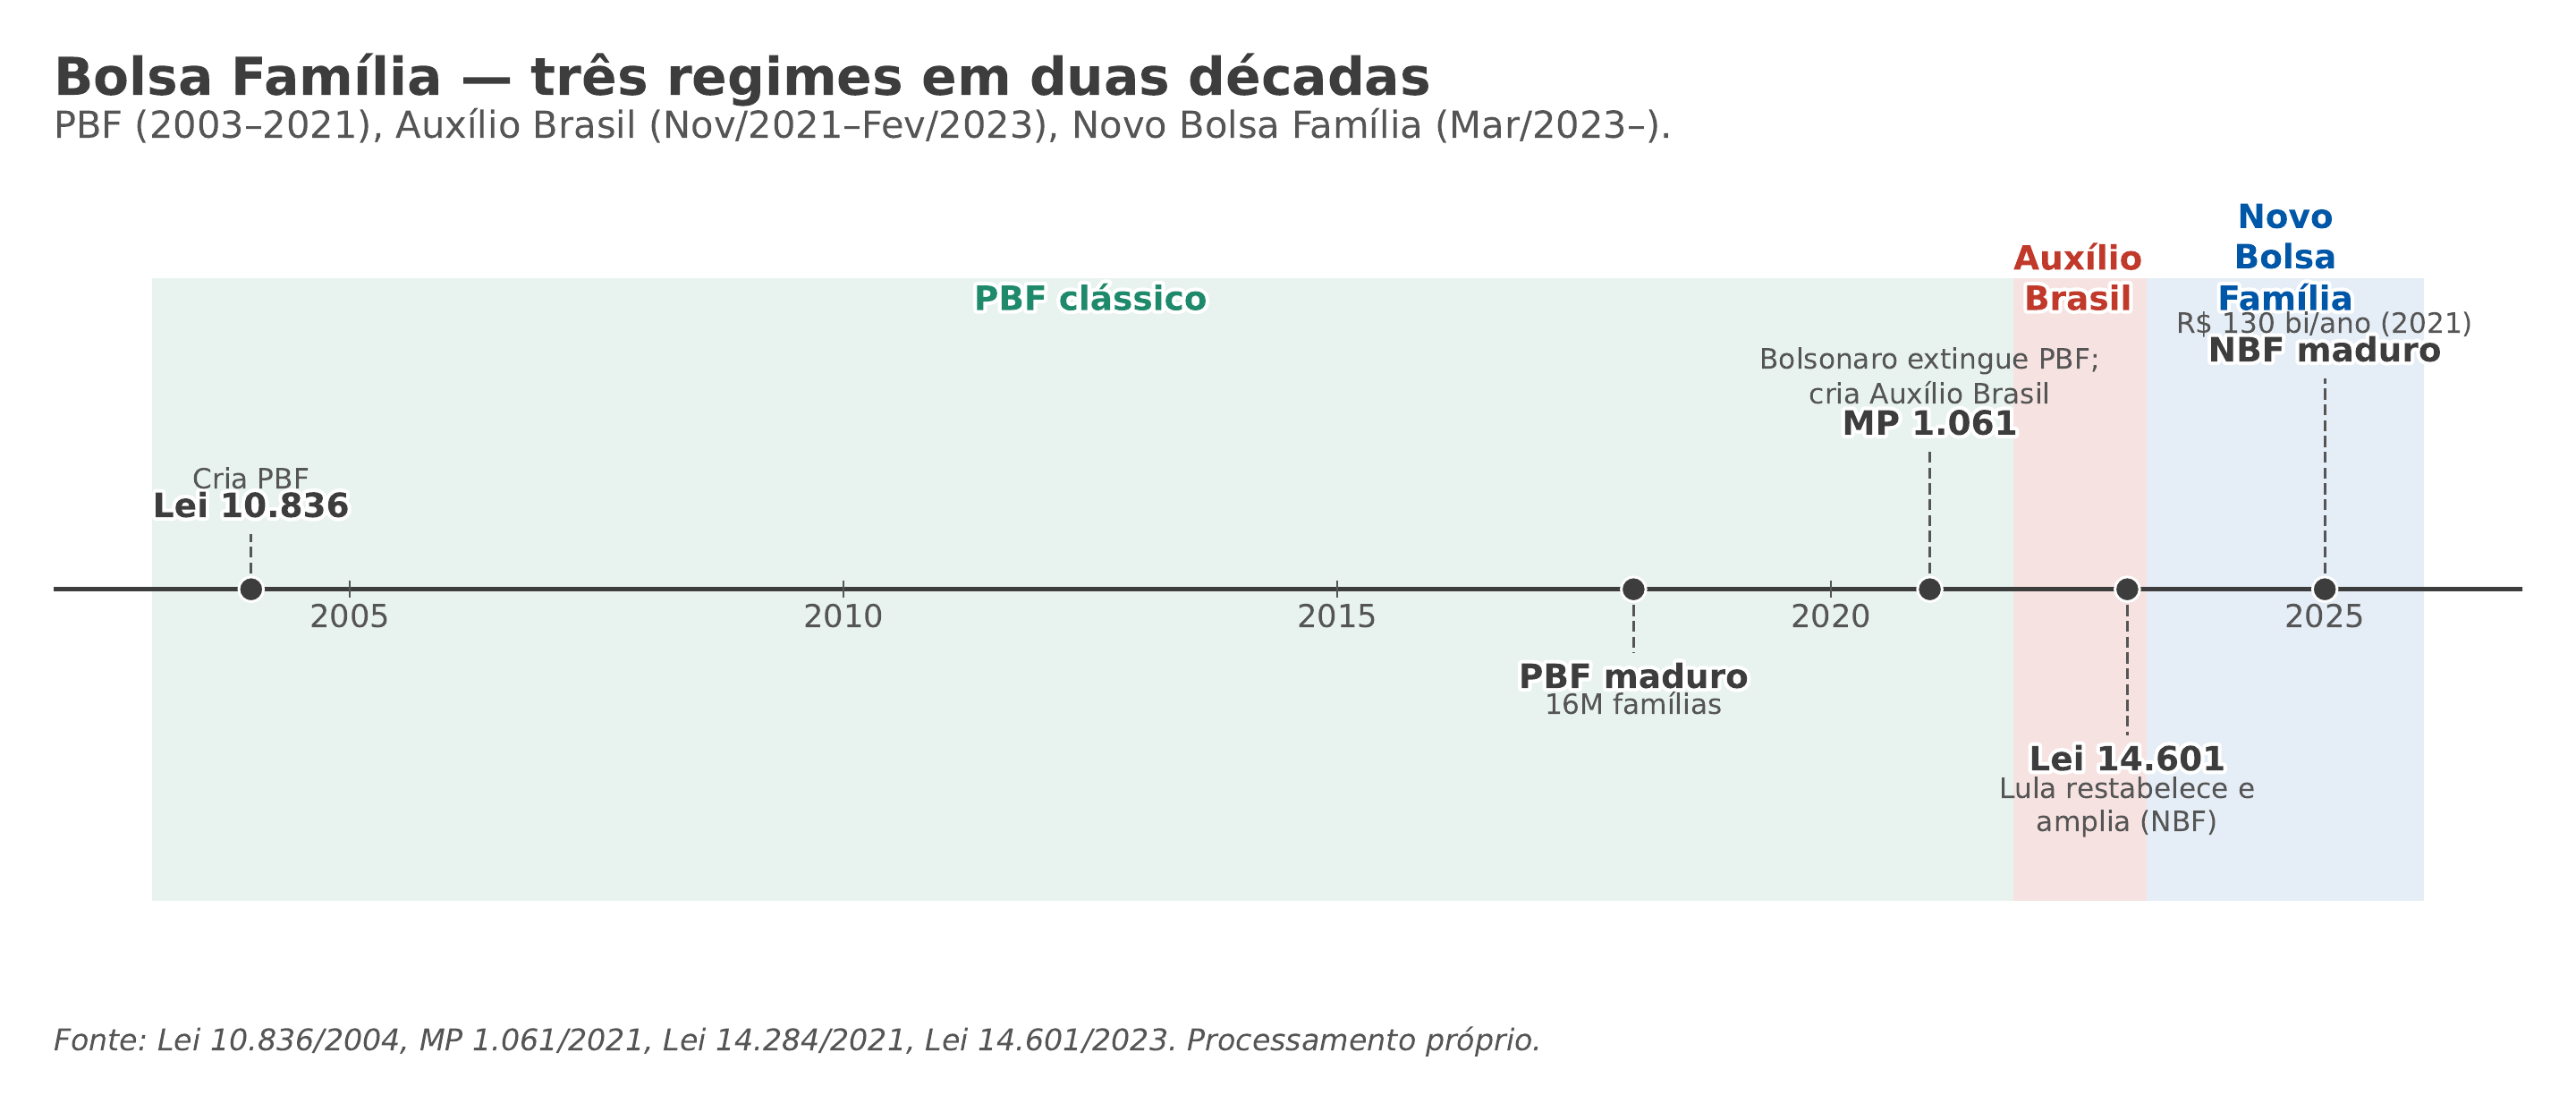 Bolsa Família — três regimes em duas décadas
PBF (2003–2021), Auxílio Brasil (Nov/2021–Fev/2023), Novo Bolsa Família (Mar/2023–).
PBF clássico
Auxílio
Brasil
Novo
Bolsa
Família
R$ 130 bi/ano (2021)
NBF maduro
Bolsonaro extingue PBF;
cria Auxílio Brasil
MP 1.061
Cria PBF
Lei 10.836
2005
2010
2015
2020
2025
PBF maduro
16M famílias
Lei 14.601
Lula restabelece e
amplia (NBF)
Fonte: Lei 10.836/2004, MP 1.061/2021, Lei 14.284/2021, Lei 14.601/2023. Processamento próprio.